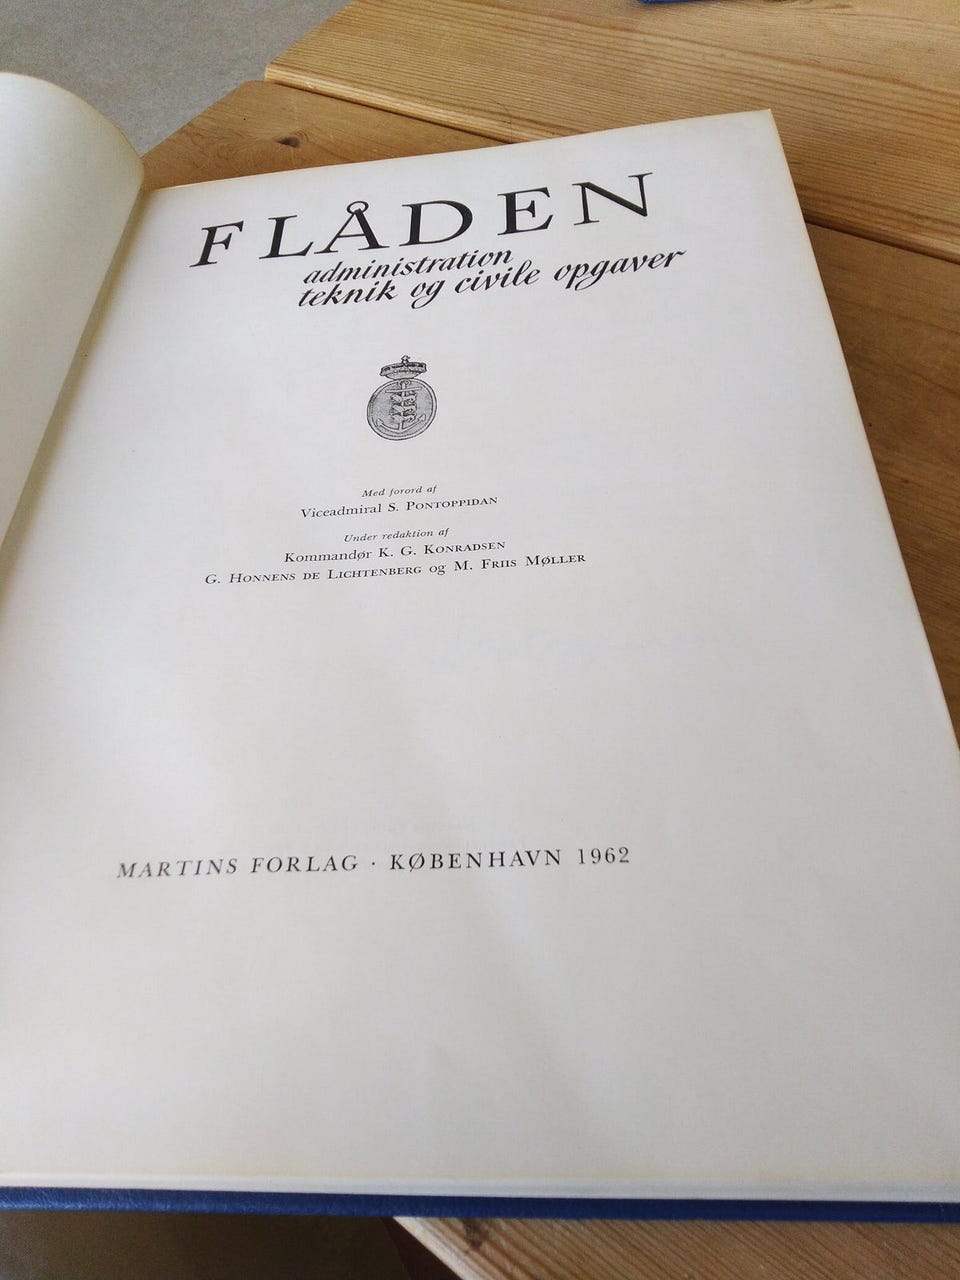 FLÅDEN
administration
teknik og civile opgaver
Med forord af
Viceadmiral S. Pontoppidan
Under redaktion af
Kommandør K. G. Konradsen
G. Honnens de Lichtenberg og M. Friis Møller
MARTINS FORLAG · KØBENHAVN 1962